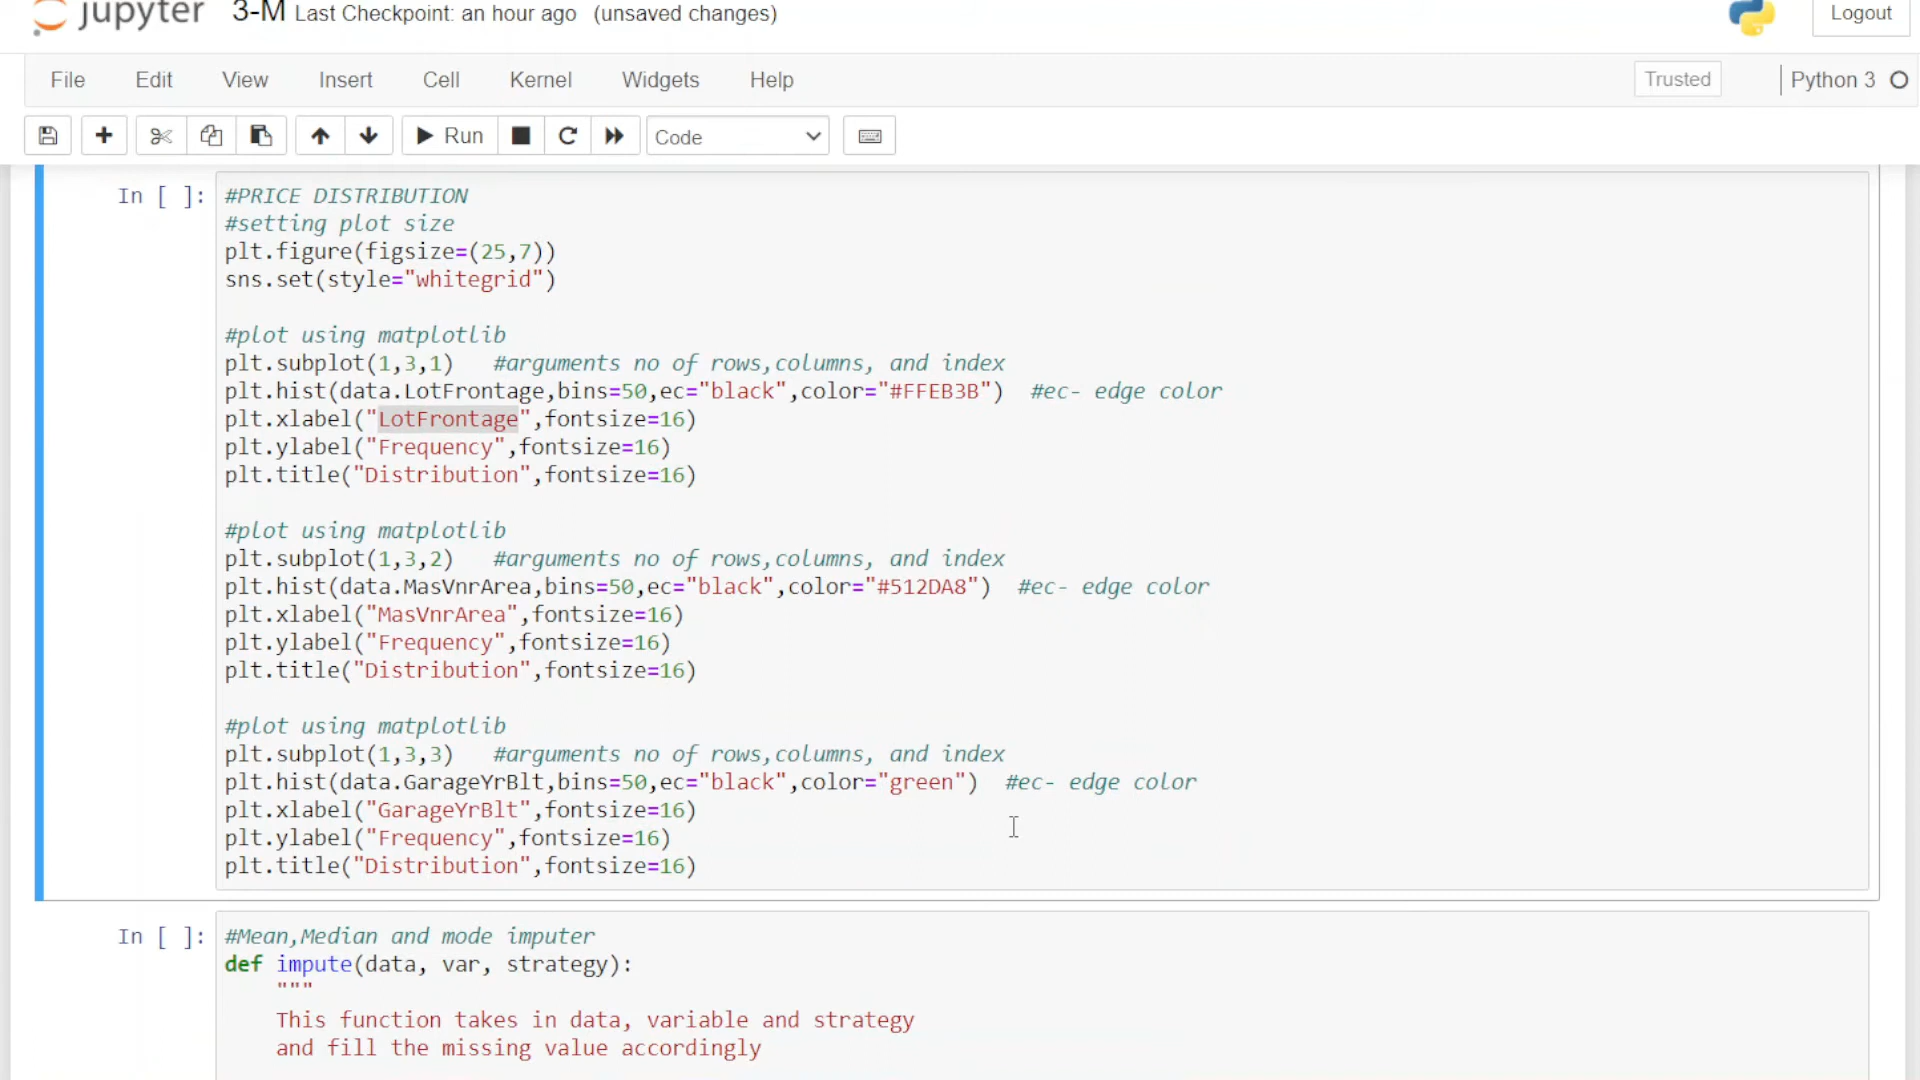 jupyter 3-M Last Checkpoint: an hour ago (unsaved changes) Logout
File Edit View Insert Cell Kernel Widgets Help Trusted Python 3
Run Code
In [ ]: #PRICE DISTRIBUTION
#setting plot size
plt.figure(figsize=(25,7))
sns.set(style="whitegrid")
#plot using matplotlib
plt.subplot(1,3,1)   #arguments no of rows,columns, and index
plt.hist(data.LotFrontage,bins=50,ec="black",color="#FFEB3B")  #ec- edge color
plt.xlabel("LotFrontage",fontsize=16)
plt.ylabel("Frequency",fontsize=16)
plt.title("Distribution",fontsize=16)
#plot using matplotlib
plt.subplot(1,3,2)   #arguments no of rows,columns, and index
plt.hist(data.MasVnrArea,bins=50,ec="black",color="#512DA8")  #ec- edge color
plt.xlabel("MasVnrArea",fontsize=16)
plt.ylabel("Frequency",fontsize=16)
plt.title("Distribution",fontsize=16)
#plot using matplotlib
plt.subplot(1,3,3)   #arguments no of rows,columns, and index
plt.hist(data.GarageYrBlt,bins=50,ec="black",color="green")  #ec- edge color
plt.xlabel("GarageYrBlt",fontsize=16)
plt.ylabel("Frequency",fontsize=16)
plt.title("Distribution",fontsize=16)
In [ ]: #Mean,Median and mode imputer
def impute(data, var, strategy):
"""
This function takes in data, variable and strategy
and fill the missing value accordingly